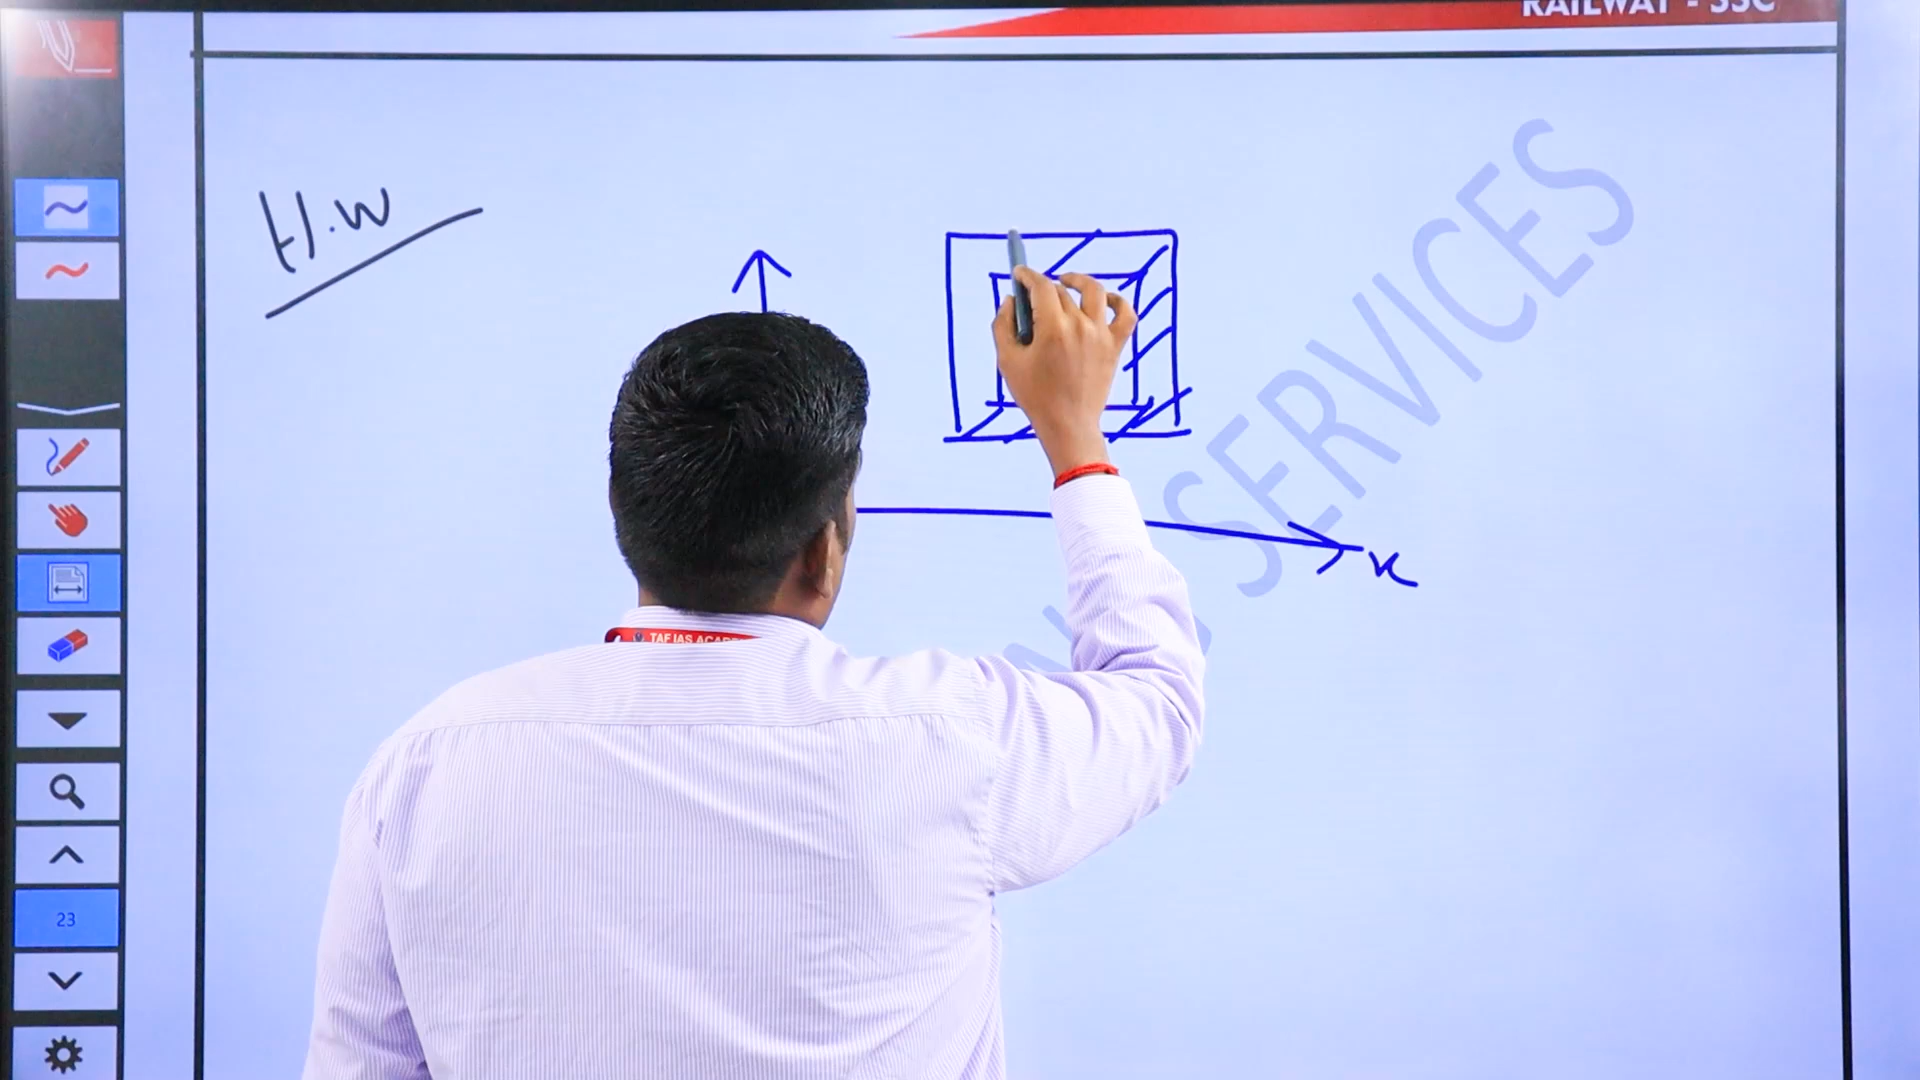 RAILWAY - SSC
H.W
SERVICES
x
TAF IAS ACADE
23